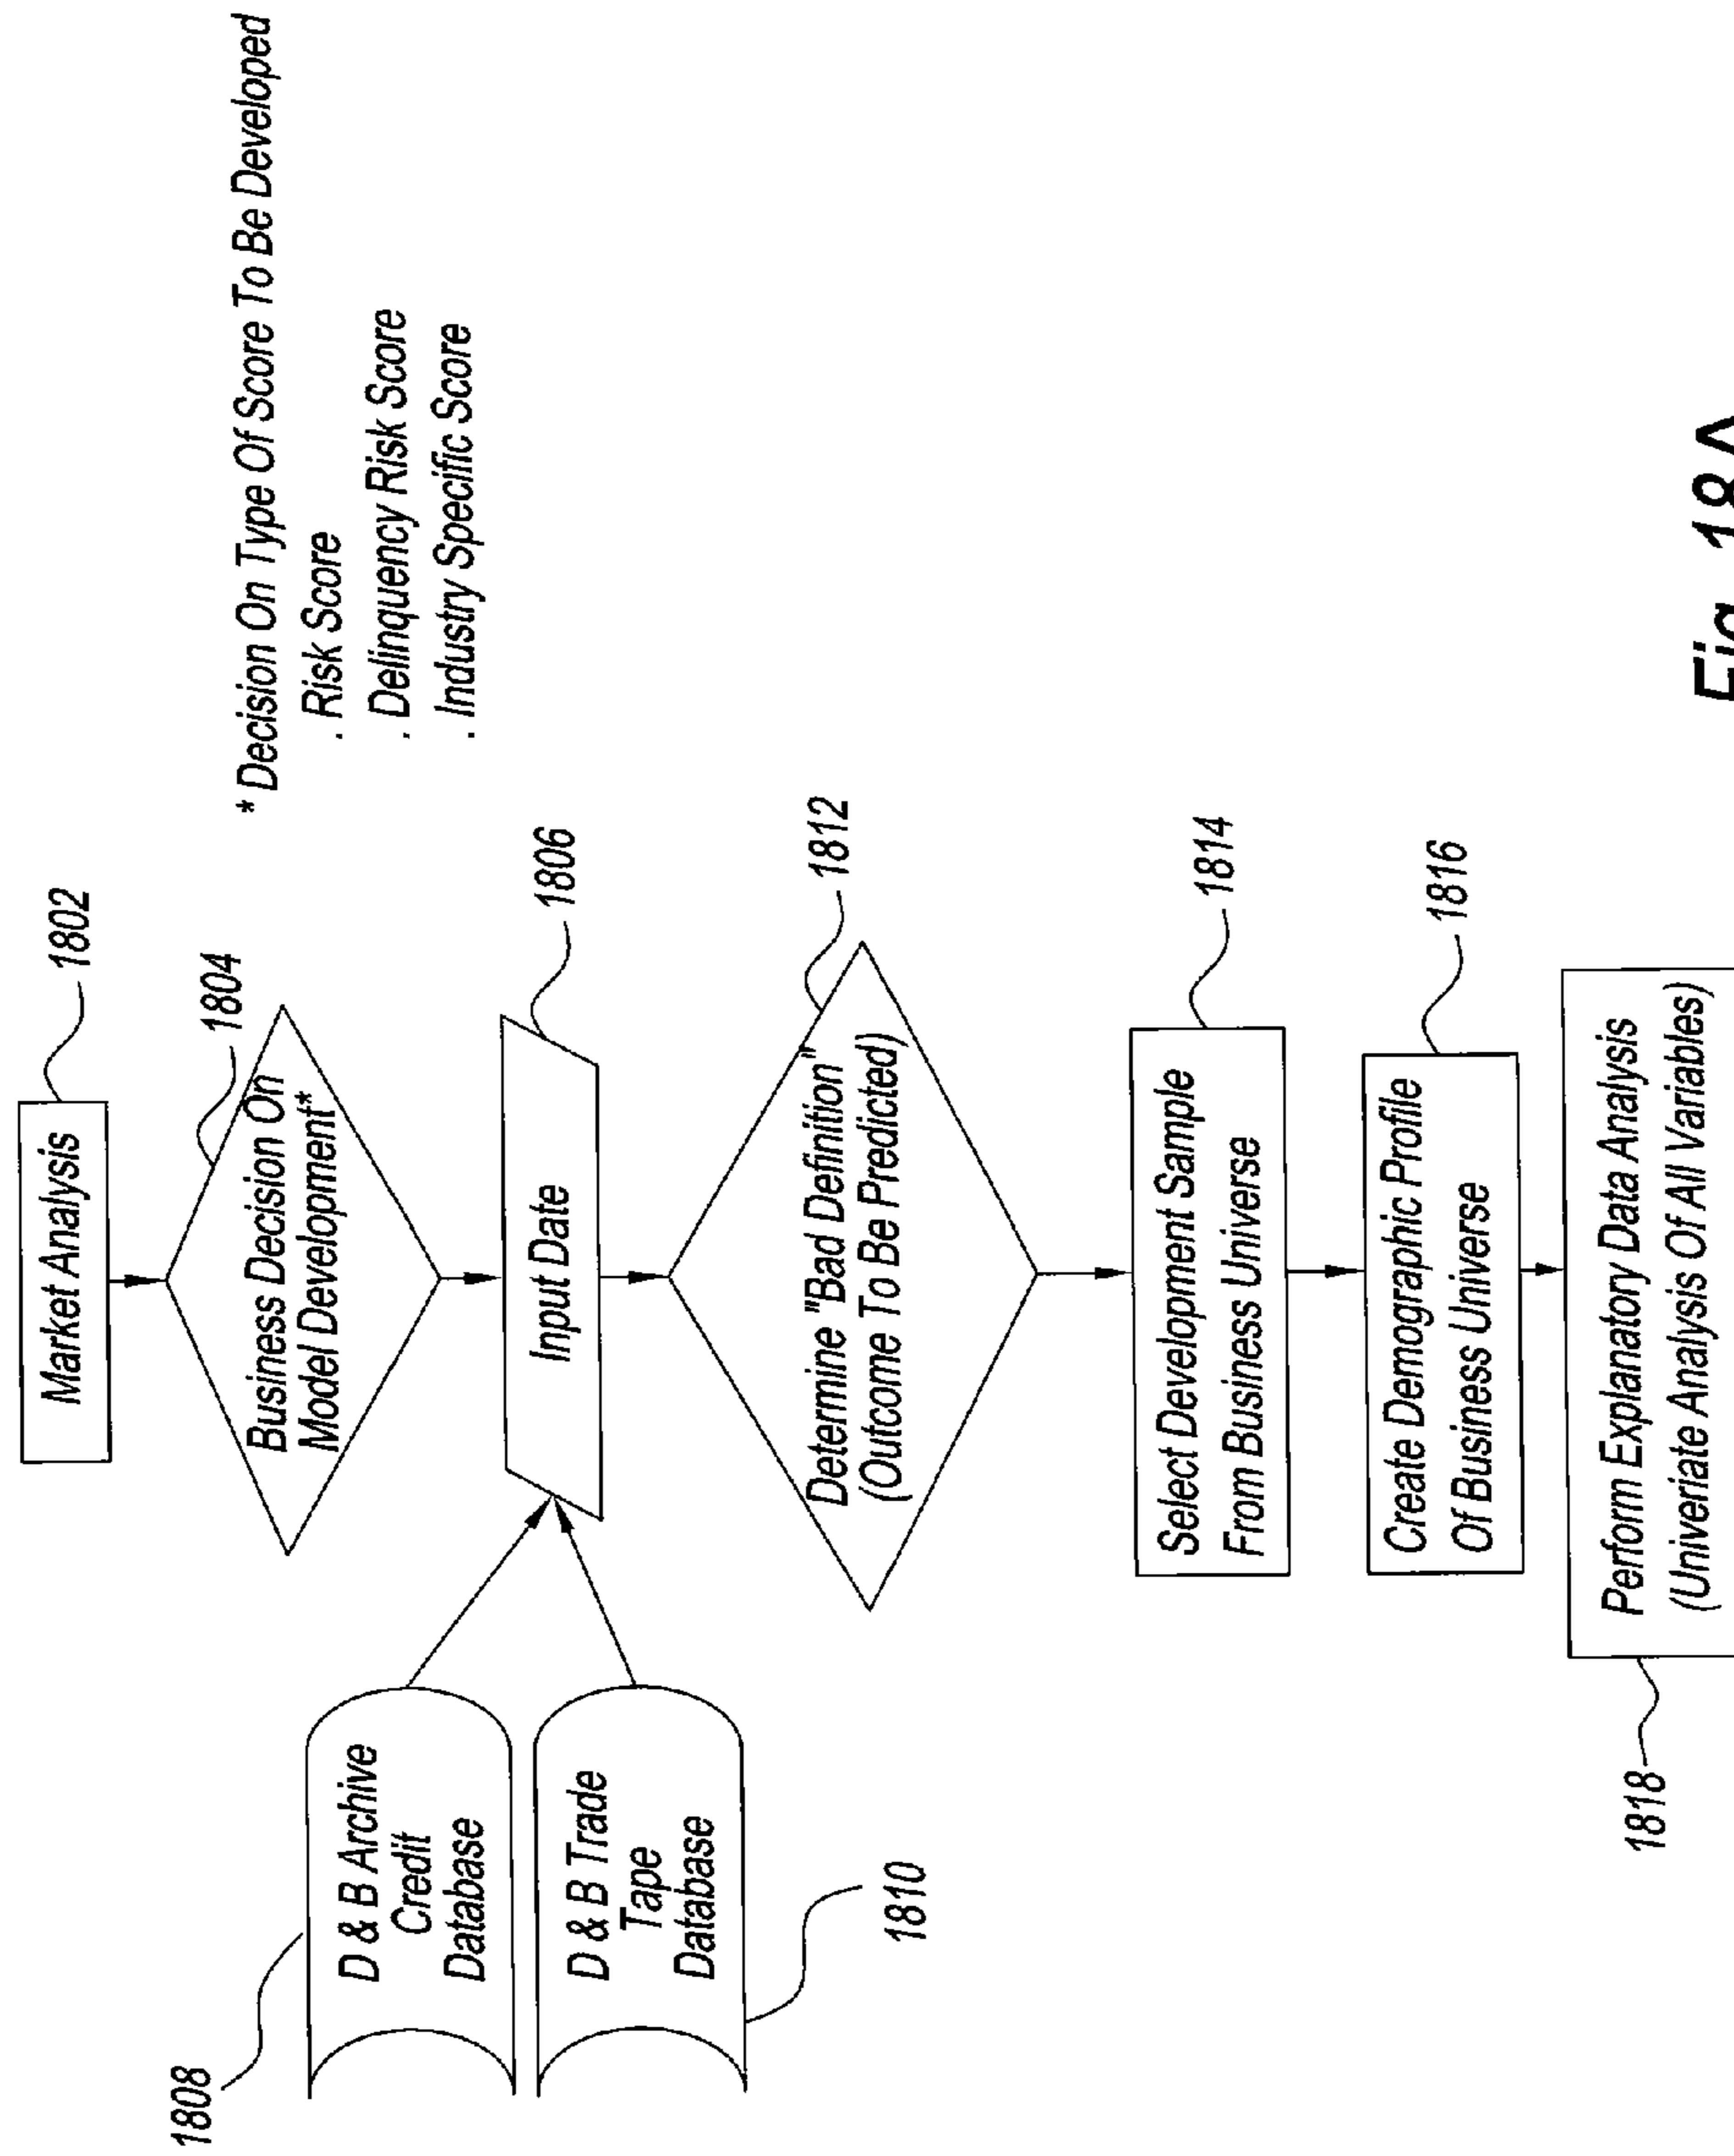 Market Analysis
1802
1804
Business Decision On
Model Development*
* Decision On Type Of Score To Be Developed
. Risk Score
. Delinquency Risk Score
. Industry Specific Score
1808
D & B Archive
Credit
Database
Input Date
1806
D & B Trade
Tape
Database
1810
Determine "Bad Definition"
(Outcome To Be Predicted)
1812
Select Development Sample
From Business Universe
1814
Create Demographic Profile
Of Business Universe
1816
Perform Explanatory Data Analysis
(Univeriate Analysis Of All Variables)
1818
Fig. 18A